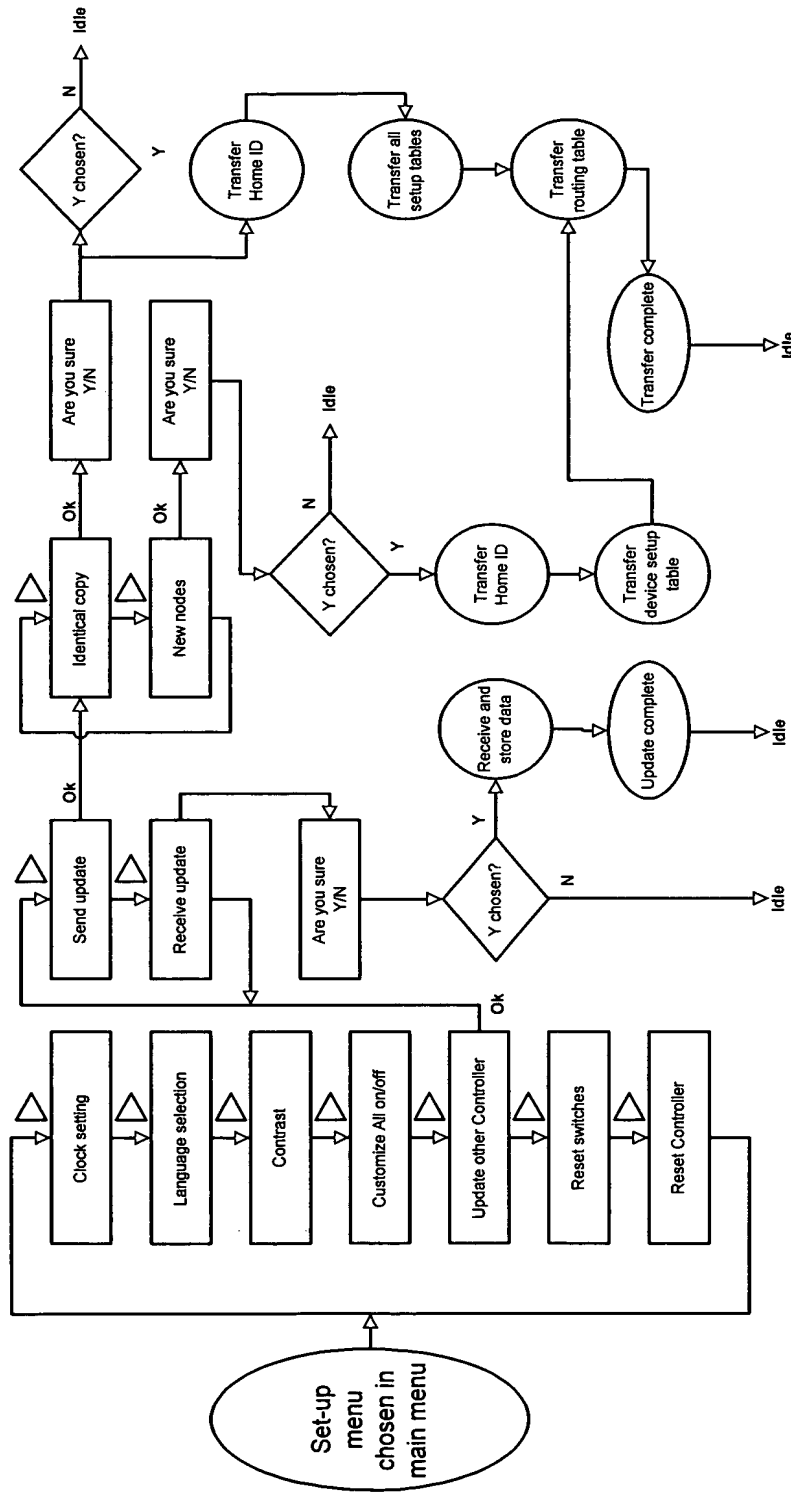 Set-up
menu
chosen in
main menu
Clock setting
Language selection
Contrast
Customize All on/off
Update other Controller
Reset switches
Reset Controller
Ok
Send update
Receive update
Are you sure
Y/N
Y chosen?
Y
N
Idle
Receive and
store data
Update complete
Idle
Ok
Identical copy
New nodes
Ok
Ok
Are you sure
Y/N
Are you sure
Y/N
Y chosen?
N
Idle
Y
Transfer
Home ID
Transfer
device setup
table
Y chosen?
N
Idle
Y
Transfer
Home ID
Transfer all
setup tables
Transfer
routing table
Transfer complete
Idle